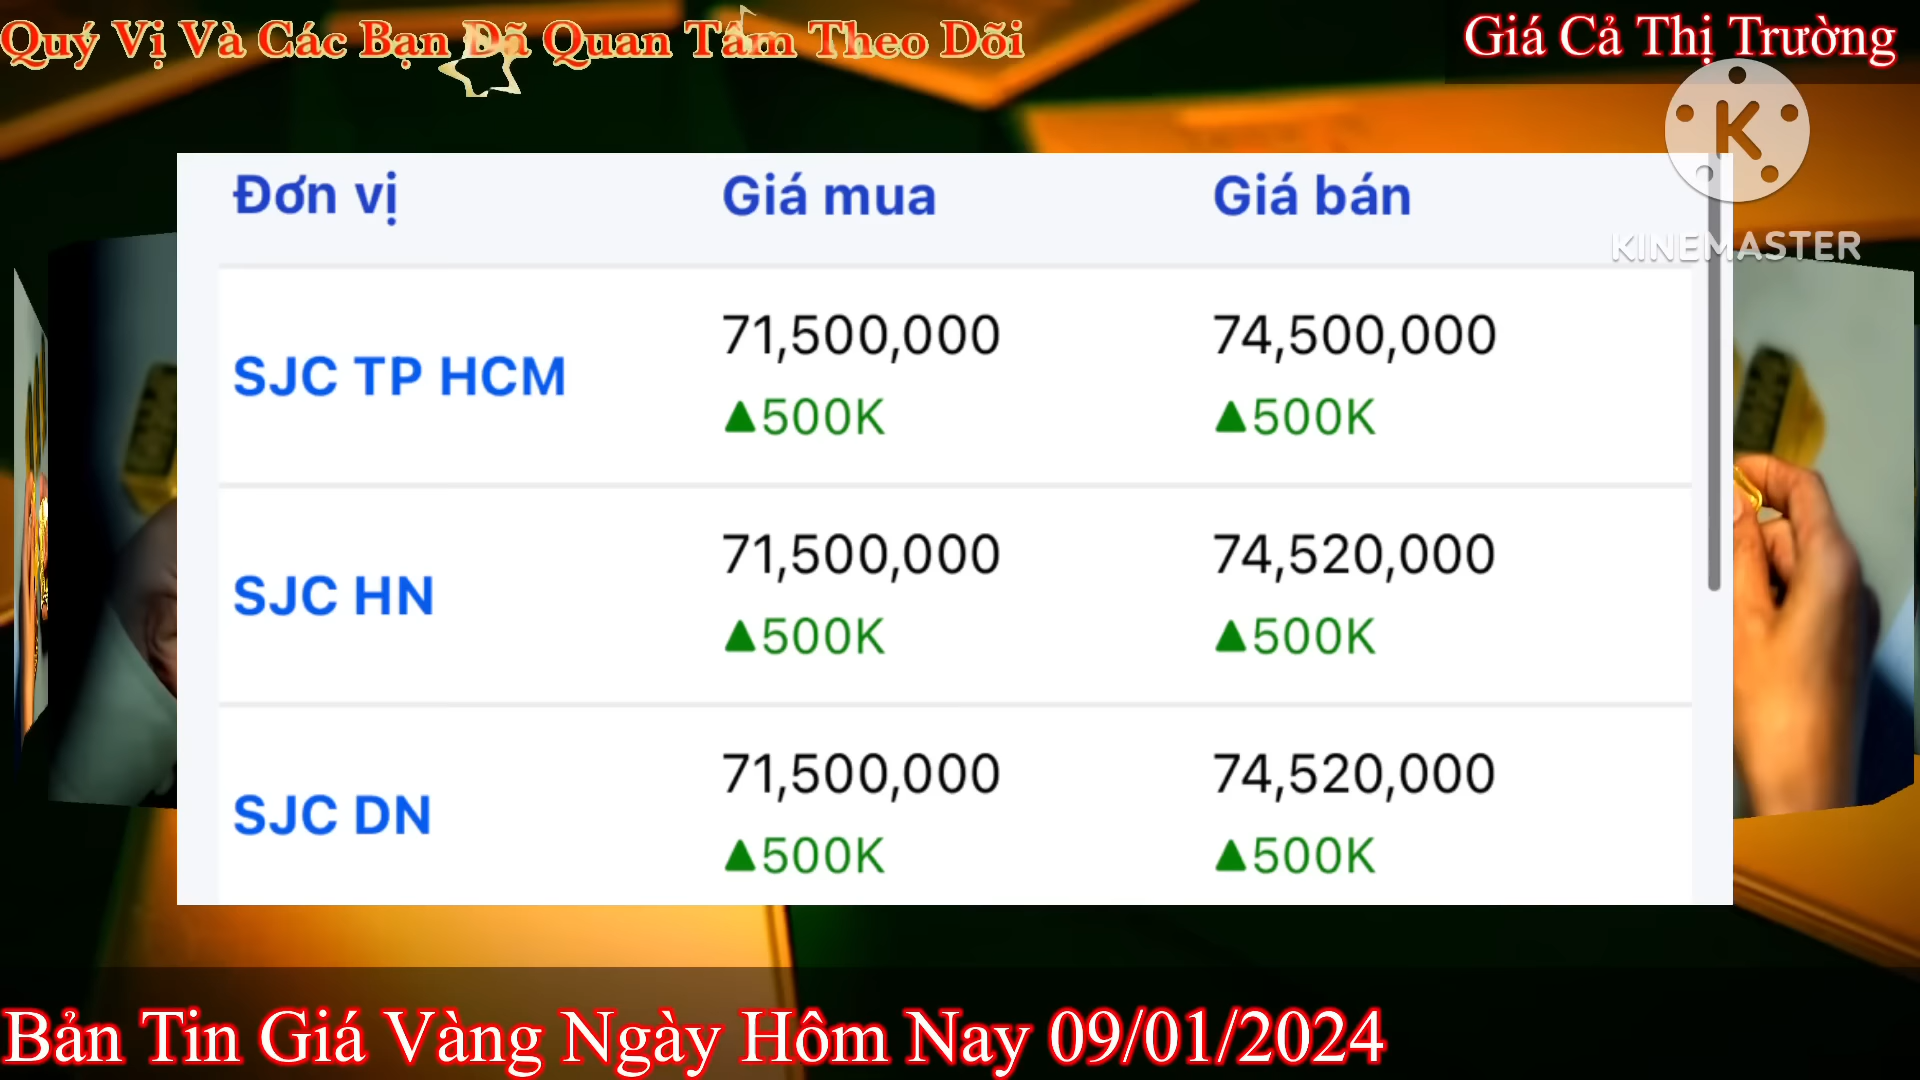 Quý Vị Và Các Bạn Đã Quan Tâm Theo Dõi
Giá Cả Thị Trường
K
KINEMASTER
Đơn vị Giá mua Giá bán
SJC TP HCM 71,500,000 74,500,000
▲500K ▲500K
SJC HN 71,500,000 74,520,000
▲500K ▲500K
SJC DN 71,500,000 74,520,000
▲500K ▲500K
Bản Tin Giá Vàng Ngày Hôm Nay 09/01/2024